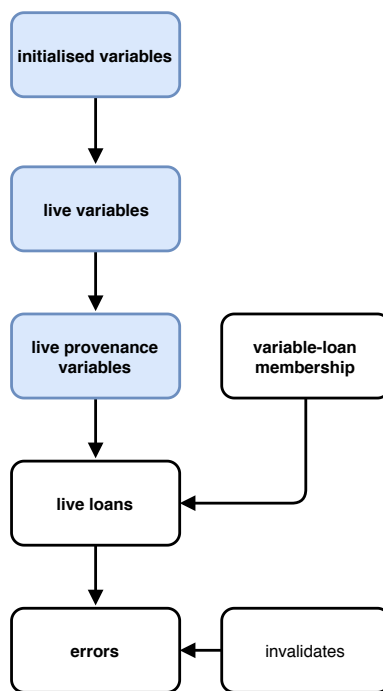 initialised variables
live variables
live provenance
variables
variable-loan
membership
live loans
errors
invalidates